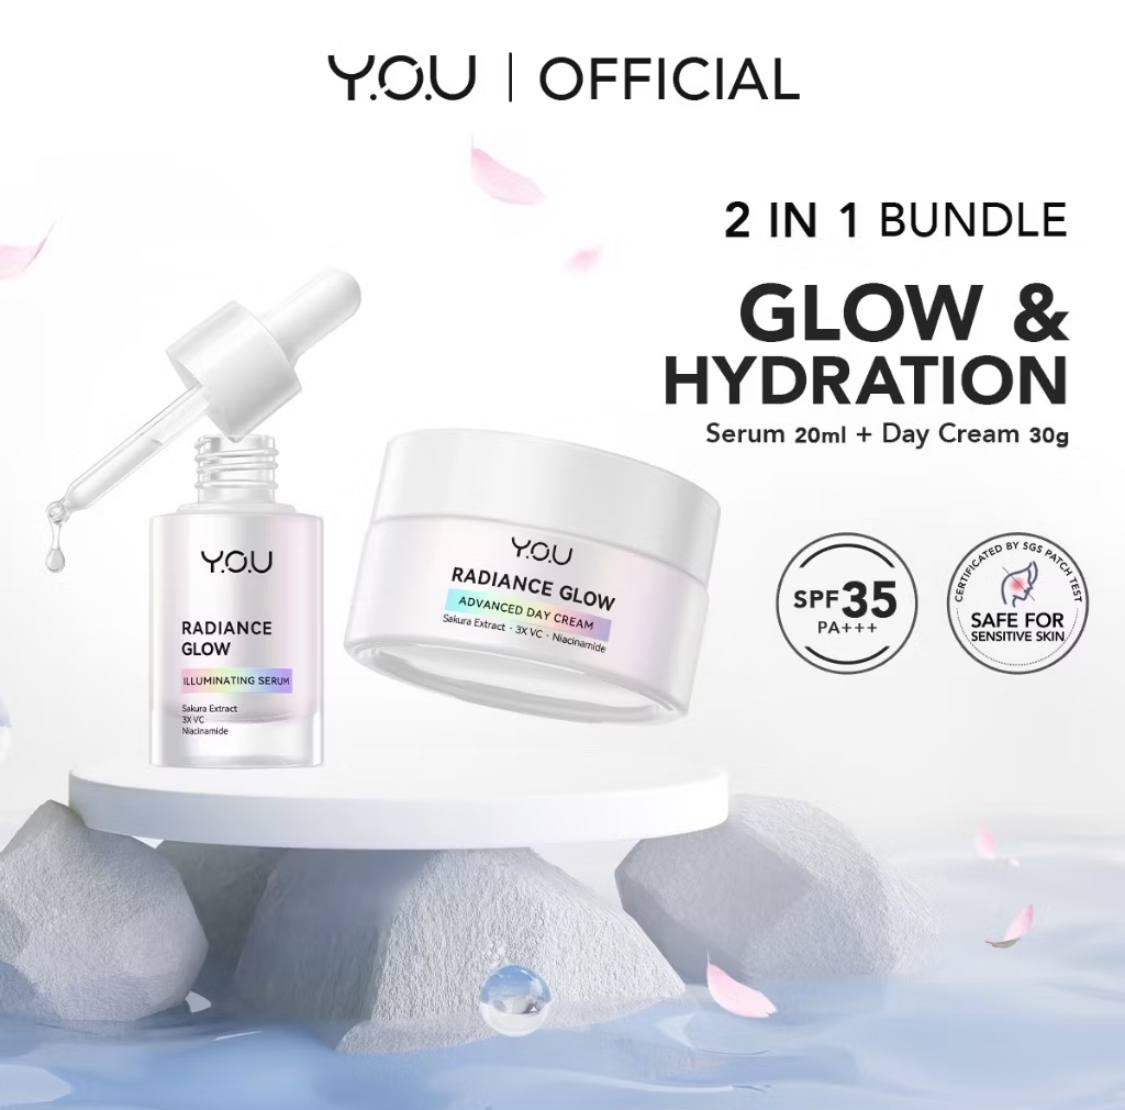 Y.O.U | OFFICIAL
2 IN 1 BUNDLE
GLOW &
HYDRATION
Serum 20ml + Day Cream 30g
Y.O.U
RADIANCE
GLOW
ILLUMINATING SERUM
Sakura Extract
3X VC
Niacinamide
Y.O.U
RADIANCE GLOW
ADVANCED DAY CREAM
Sakura Extract · 3X VC · Niacinamide
SPF 35
PA+++
CERTIFICATED BY SGS PATCH TEST
SAFE FOR
SENSITIVE SKIN